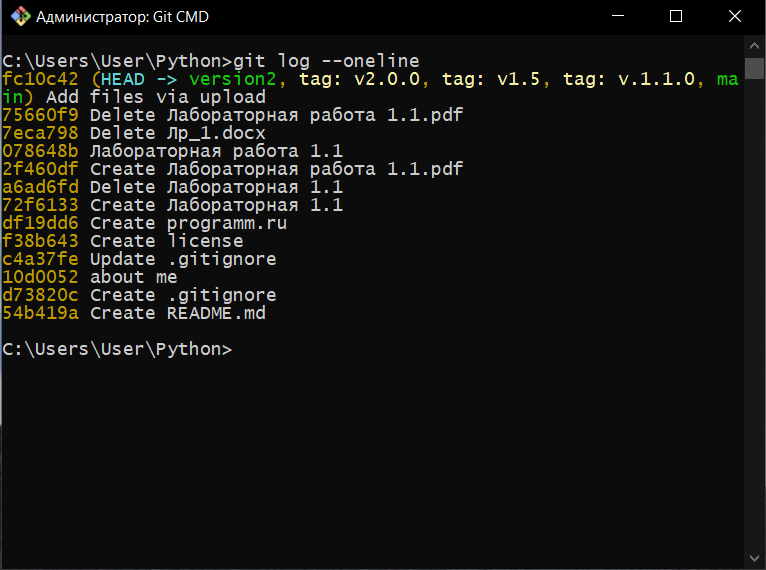 Администратор: Git CMD
C:\Users\User\Python>git log --oneline
fc10c42 (HEAD -> version2, tag: v2.0.0, tag: v1.5, tag: v.1.1.0, ma
in) Add files via upload
75660f9 Delete Лабораторная работа 1.1.pdf
7eca798 Delete Лр_1.docx
078648b Лабораторная работа 1.1
2f460df Create Лабораторная работа 1.1.pdf
a6ad6fd Delete Лабораторная 1.1
72f6133 Create Лабораторная 1.1
df19dd6 Create programm.ru
f38b643 Create license
c4a37fe Update .gitignore
10d0052 about me
d73820c Create .gitignore
54b419a Create README.md
C:\Users\User\Python>